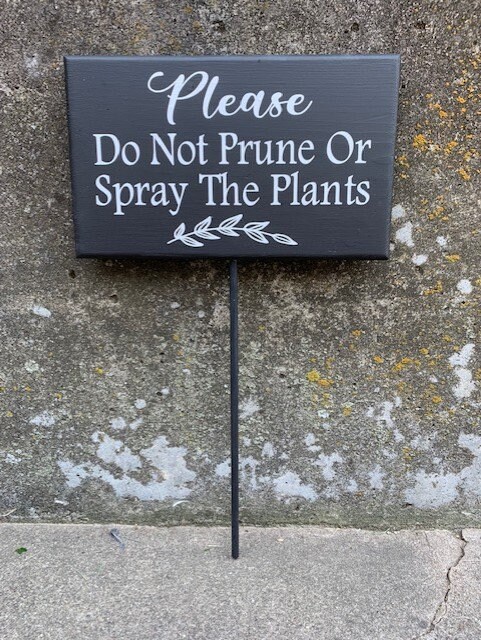 Please
Do Not Prune Or
Spray The Plants